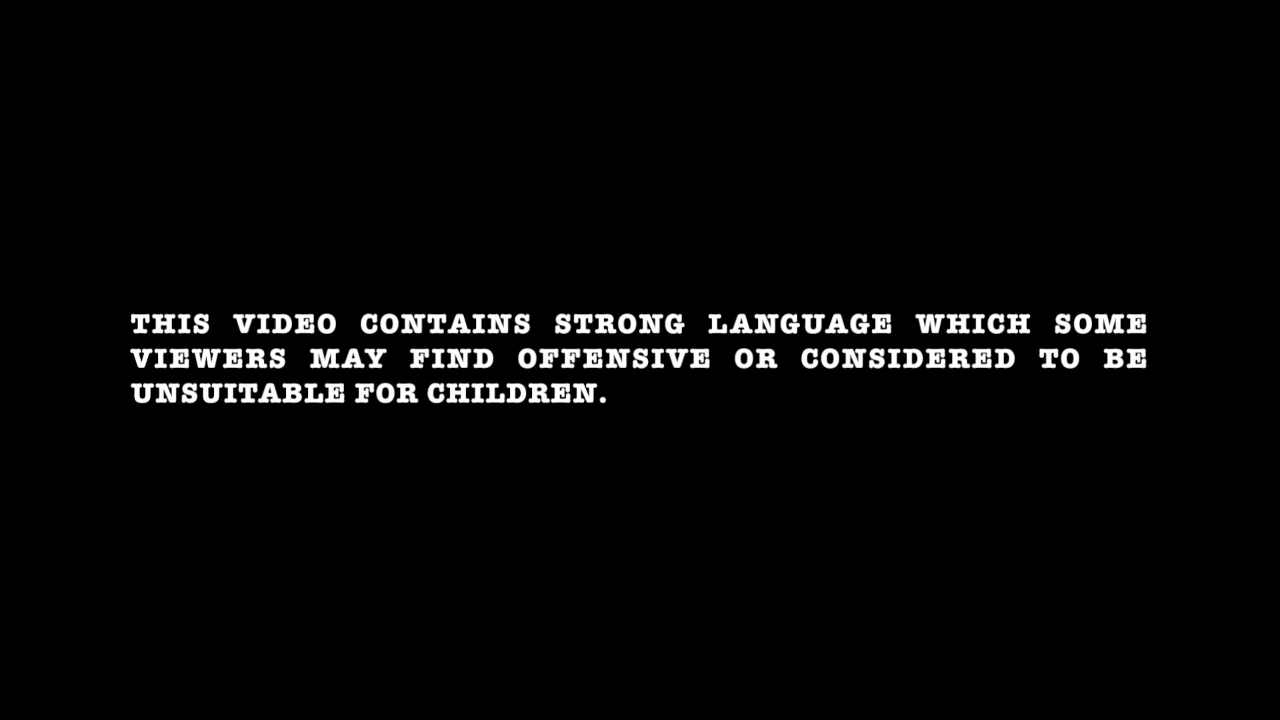 THIS VIDEO CONTAINS STRONG LANGUAGE WHICH SOME
VIEWERS MAY FIND OFFENSIVE OR CONSIDERED TO BE
UNSUITABLE FOR CHILDREN.